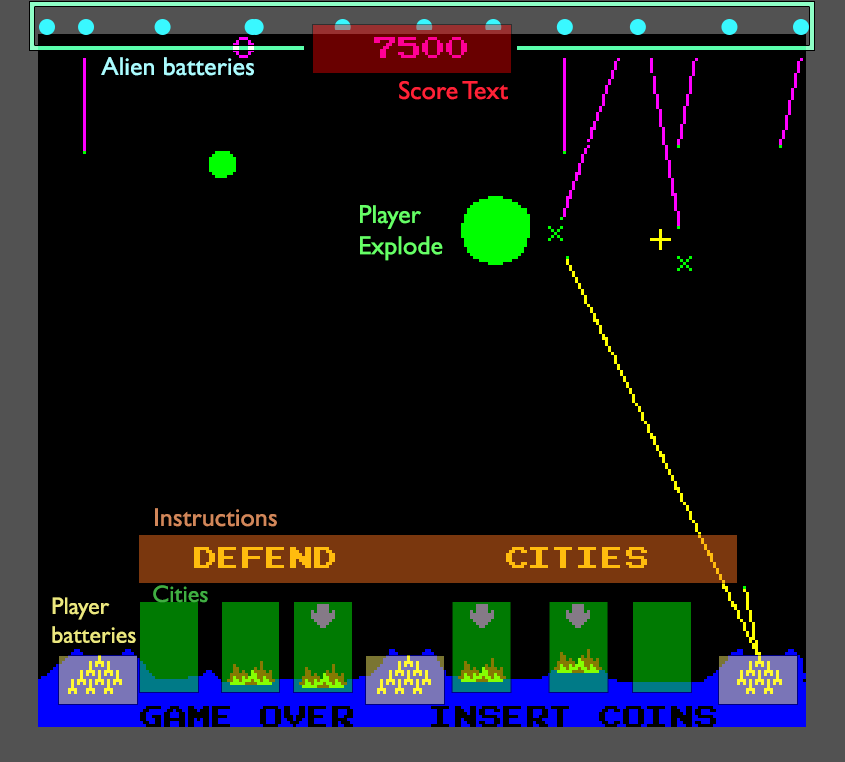 0 7500
Alien batteries
Score Text
Player
Explode
Instructions
DEFEND CITIES
Cities
Player
batteries
GAME OVER INSERT COINS